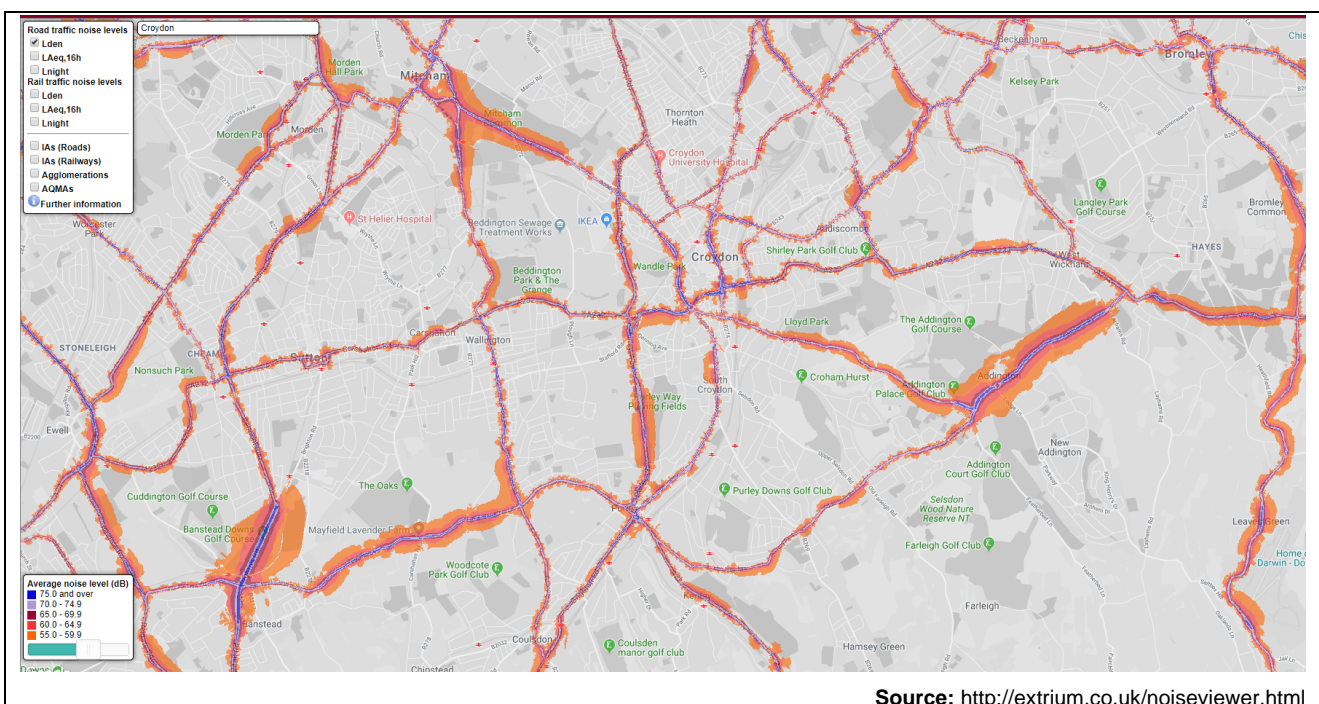 Road traffic noise levels
Lden
LAeq,16h
Lnight
Rail traffic noise levels
Lden
LAeq,16h
Lnight
IAs (Roads)
IAs (Railways)
Agglomerations
AQMAs
Further information
Croydon
Morden
Hall Park
Mitcham
Mitcham
Common
Morden Park
Morden
Thornton
Heath
Croydon
University Hospital
Beckenham
Kelsey Park
Bromley
Langley Park
Golf Course
Bromley
Common
HAYES
West
Wickham
Worcester
Park
St Helier Hospital
Beddington Sewage
Treatment Works
IKEA
Beddington
Park & The
Grange
Wandle Park
Croydon
Addiscombe
Shirley Park Golf Club
Lloyd Park
The Addington
Golf Course
STONELEIGH
Nonsuch Park
CHEAM
Sutton
Carshalton
Wallington
South
Croydon
Croham Hurst
Addington
Palace Golf Club
Addington
Purley Way
Playing Fields
Ewell
B2200
Cuddington Golf Course
Banstead Downs
Golf Course
The Oaks
Mayfield Lavender Farm
Woodcote
Park Golf Club
Purley Downs Golf Club
Addington
Court Golf Club
New
Addington
Selsdon
Wood Nature
Reserve NT
Farleigh Golf Club
Farleigh
Leaves Green
Banstead
Kenley
Coulsdon
Coulsden
manor golf club
Chipstead
Hamsey Green
Average noise level (dB)
75.0 and over
70.0 - 74.9
65.0 - 69.9
60.0 - 64.9
55.0 - 59.9
Source: http://extrium.co.uk/noiseviewer.html